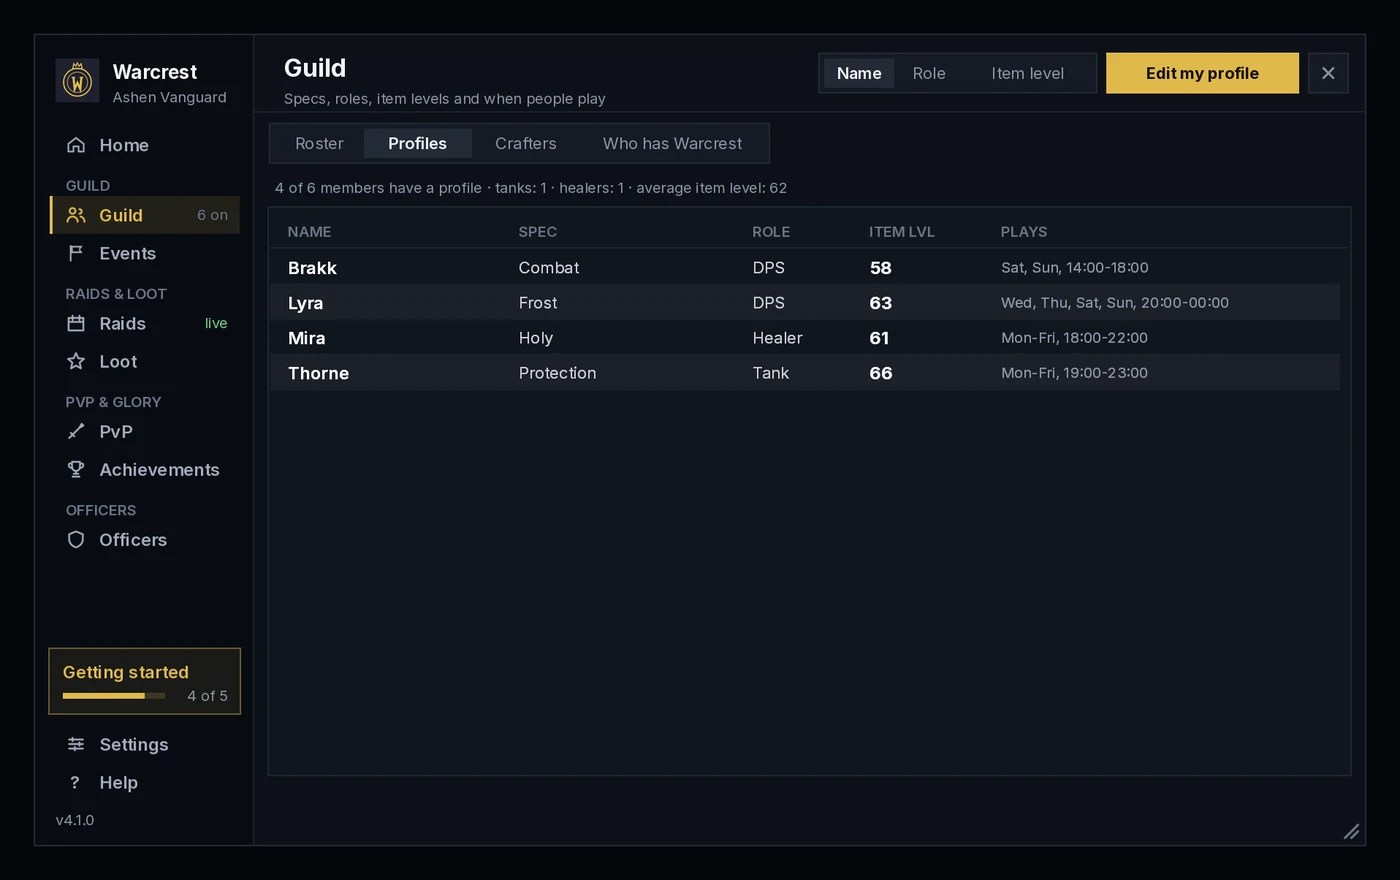 Warcrest
Ashen Vanguard
Home
GUILD
Guild 6 on
Events
RAIDS & LOOT
Raids live
Loot
PVP & GLORY
PvP
Achievements
OFFICERS
Officers
Getting started
4 of 5
Settings
? Help
v4.1.0
Guild
Specs, roles, item levels and when people play
Name Role Item level Edit my profile
Roster Profiles Crafters Who has Warcrest
4 of 6 members have a profile · tanks: 1 · healers: 1 · average item level: 62
NAME SPEC ROLE ITEM LVL PLAYS
Brakk Combat DPS 58 Sat, Sun, 14:00-18:00
Lyra Frost DPS 63 Wed, Thu, Sat, Sun, 20:00-00:00
Mira Holy Healer 61 Mon-Fri, 18:00-22:00
Thorne Protection Tank 66 Mon-Fri, 19:00-23:00